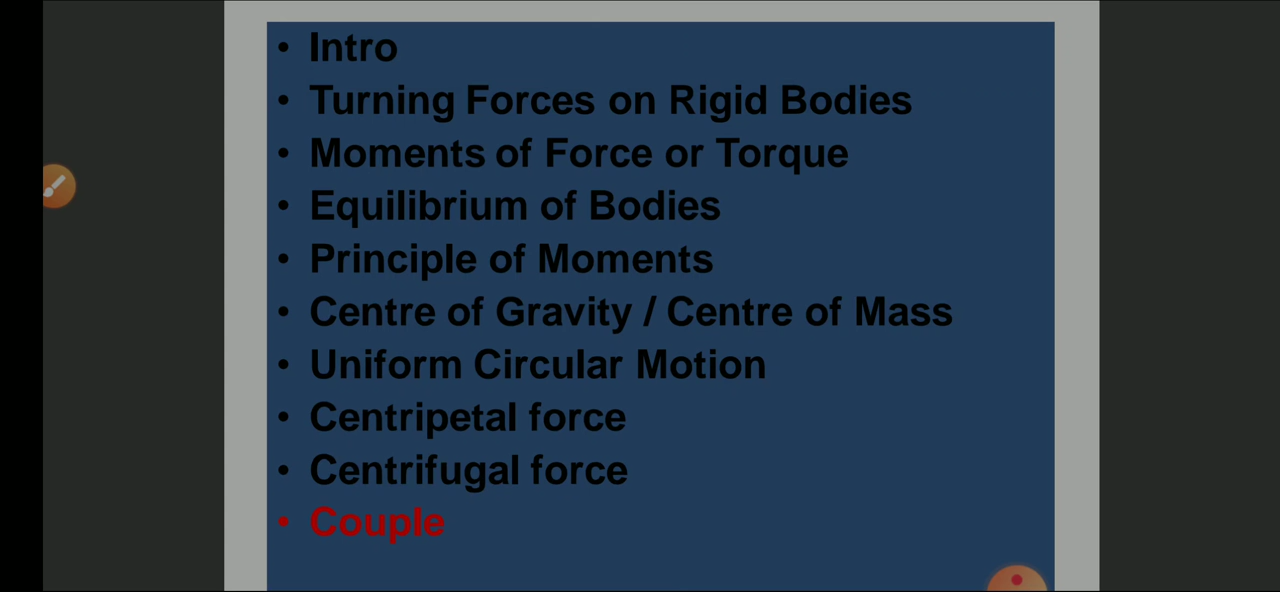 • Intro
• Turning Forces on Rigid Bodies
• Moments of Force or Torque
• Equilibrium of Bodies
• Principle of Moments
• Centre of Gravity / Centre of Mass
• Uniform Circular Motion
• Centripetal force
• Centrifugal force
• Couple